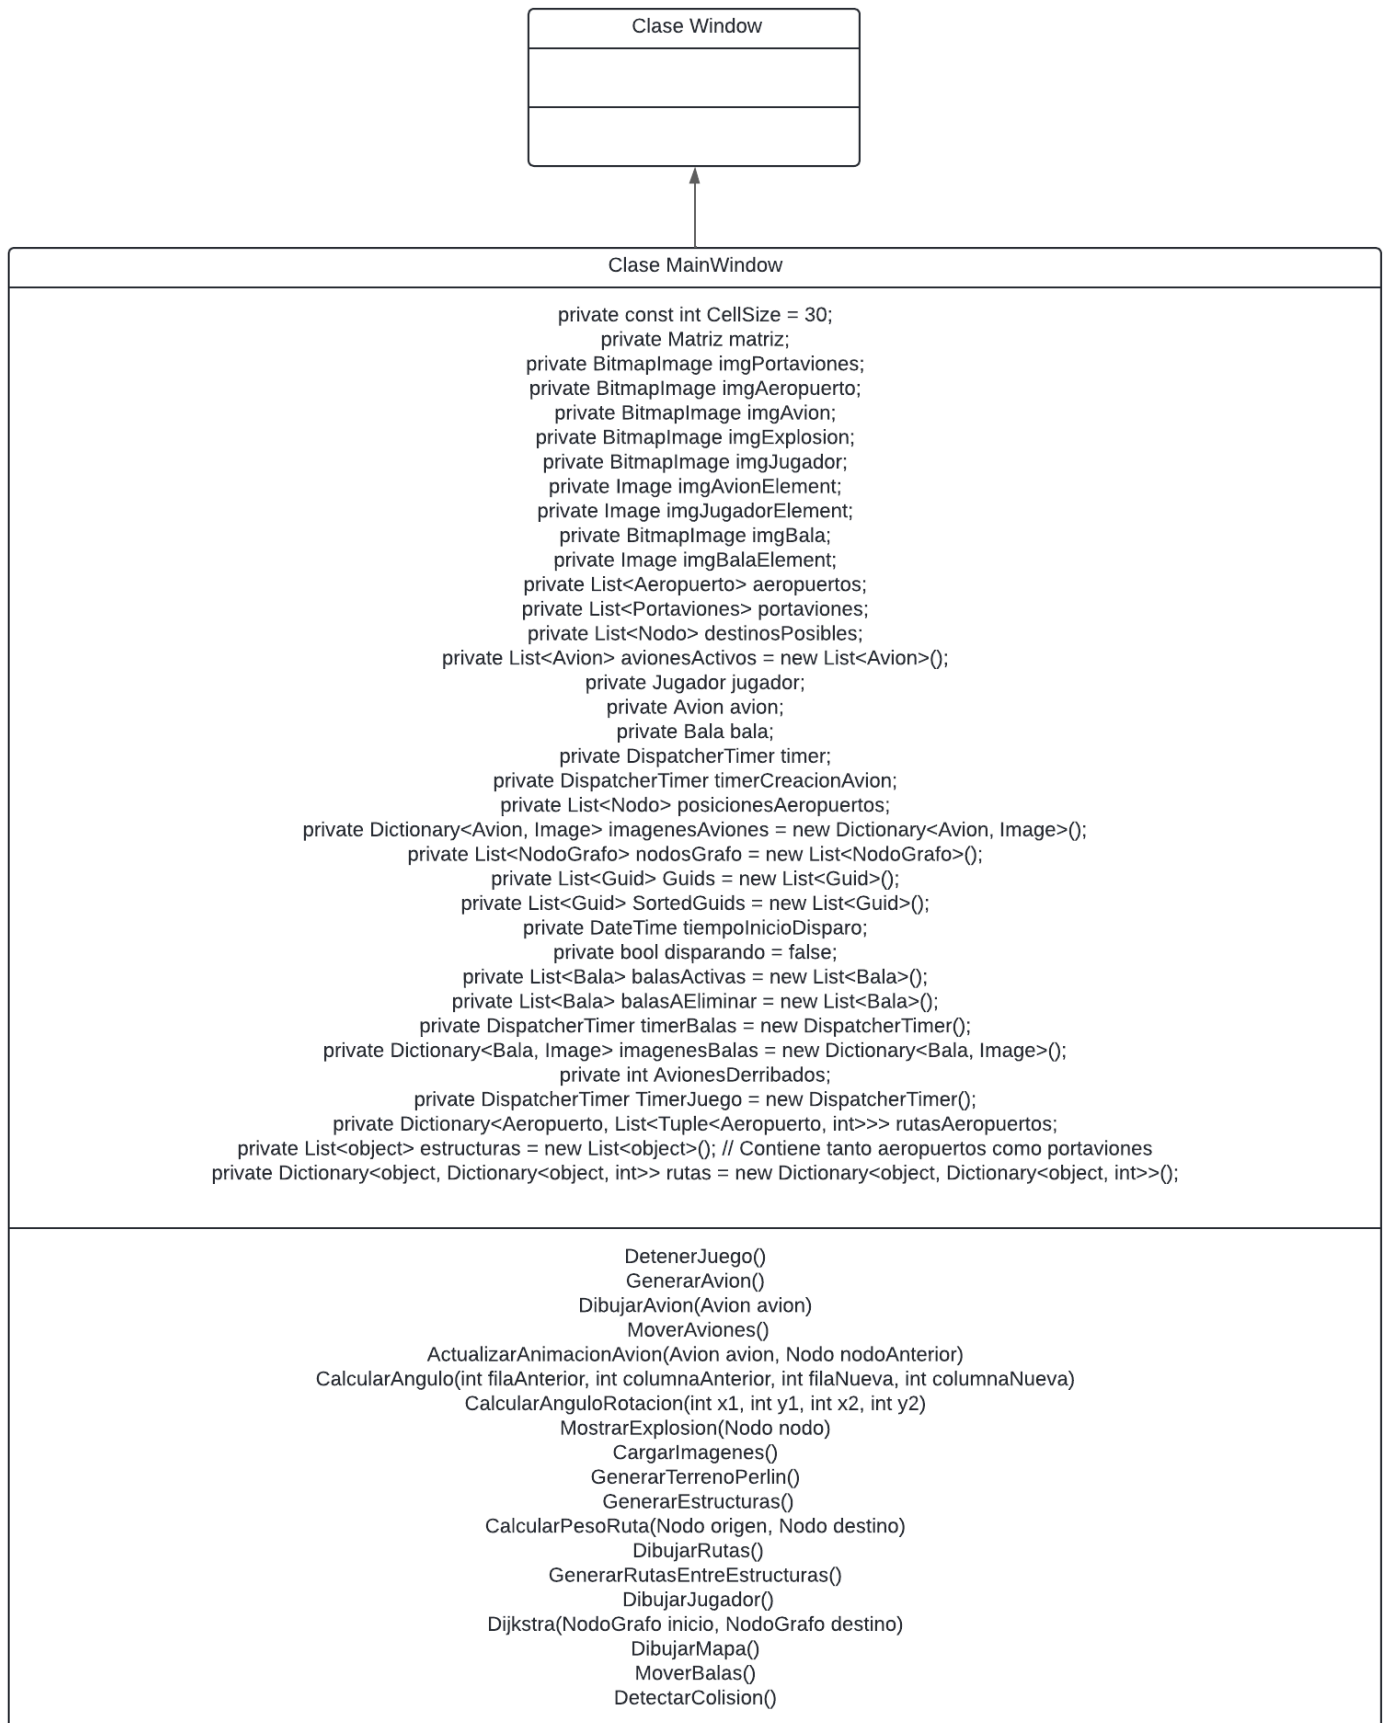 Clase Window
Clase MainWindow
private const int CellSize = 30;
private Matriz matriz;
private BitmapImage imgPortaviones;
private BitmapImage imgAeropuerto;
private BitmapImage imgAvion;
private BitmapImage imgExplosion;
private BitmapImage imgJugador;
private Image imgAvionElement;
private Image imgJugadorElement;
private BitmapImage imgBala;
private Image imgBalaElement;
private List<Aeropuerto> aeropuertos;
private List<Portaviones> portaviones;
private List<Nodo> destinosPosibles;
private List<Avion> avionesActivos = new List<Avion>();
private Jugador jugador;
private Avion avion;
private Bala bala;
private DispatcherTimer timer;
private DispatcherTimer timerCreacionAvion;
private List<Nodo> posicionesAeropuertos;
private Dictionary<Avion, Image> imagenesAviones = new Dictionary<Avion, Image>();
private List<NodoGrafo> nodosGrafo = new List<NodoGrafo>();
private List<Guid> Guids = new List<Guid>();
private List<Guid> SortedGuids = new List<Guid>();
private DateTime tiempoInicioDisparo;
private bool disparando = false;
private List<Bala> balasActivas = new List<Bala>();
private List<Bala> balasAEliminar = new List<Bala>();
private DispatcherTimer timerBalas = new DispatcherTimer();
private Dictionary<Bala, Image> imagenesBalas = new Dictionary<Bala, Image>();
private int AvionesDerribados;
private DispatcherTimer TimerJuego = new DispatcherTimer();
private Dictionary<Aeropuerto, List<Tuple<Aeropuerto, int>>> rutasAeropuertos;
private List<object> estructuras = new List<object>(); // Contiene tanto aeropuertos como portaviones
private Dictionary<object, Dictionary<object, int>> rutas = new Dictionary<object, Dictionary<object, int>>();
DetenerJuego()
GenerarAvion()
DibujarAvion(Avion avion)
MoverAviones()
ActualizarAnimacionAvion(Avion avion, Nodo nodoAnterior)
CalcularAngulo(int filaAnterior, int columnaAnterior, int filaNueva, int columnaNueva)
CalcularAnguloRotacion(int x1, int y1, int x2, int y2)
MostrarExplosion(Nodo nodo)
CargarImagenes()
GenerarTerrenoPerlin()
GenerarEstructuras()
CalcularPesoRuta(Nodo origen, Nodo destino)
DibujarRutas()
GenerarRutasEntreEstructuras()
DibujarJugador()
Dijkstra(NodoGrafo inicio, NodoGrafo destino)
DibujarMapa()
MoverBalas()
DetectarColision()